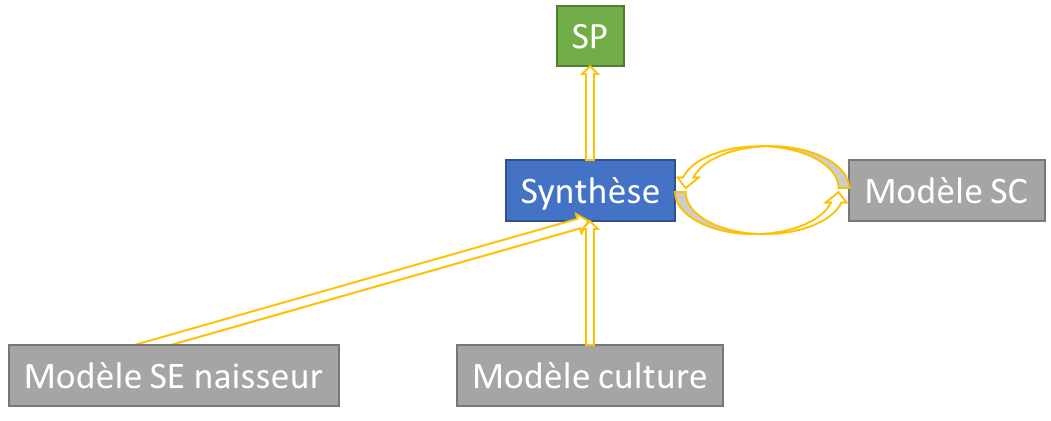 SP
Synthèse
Modèle SC
Modèle SE naisseur
Modèle culture